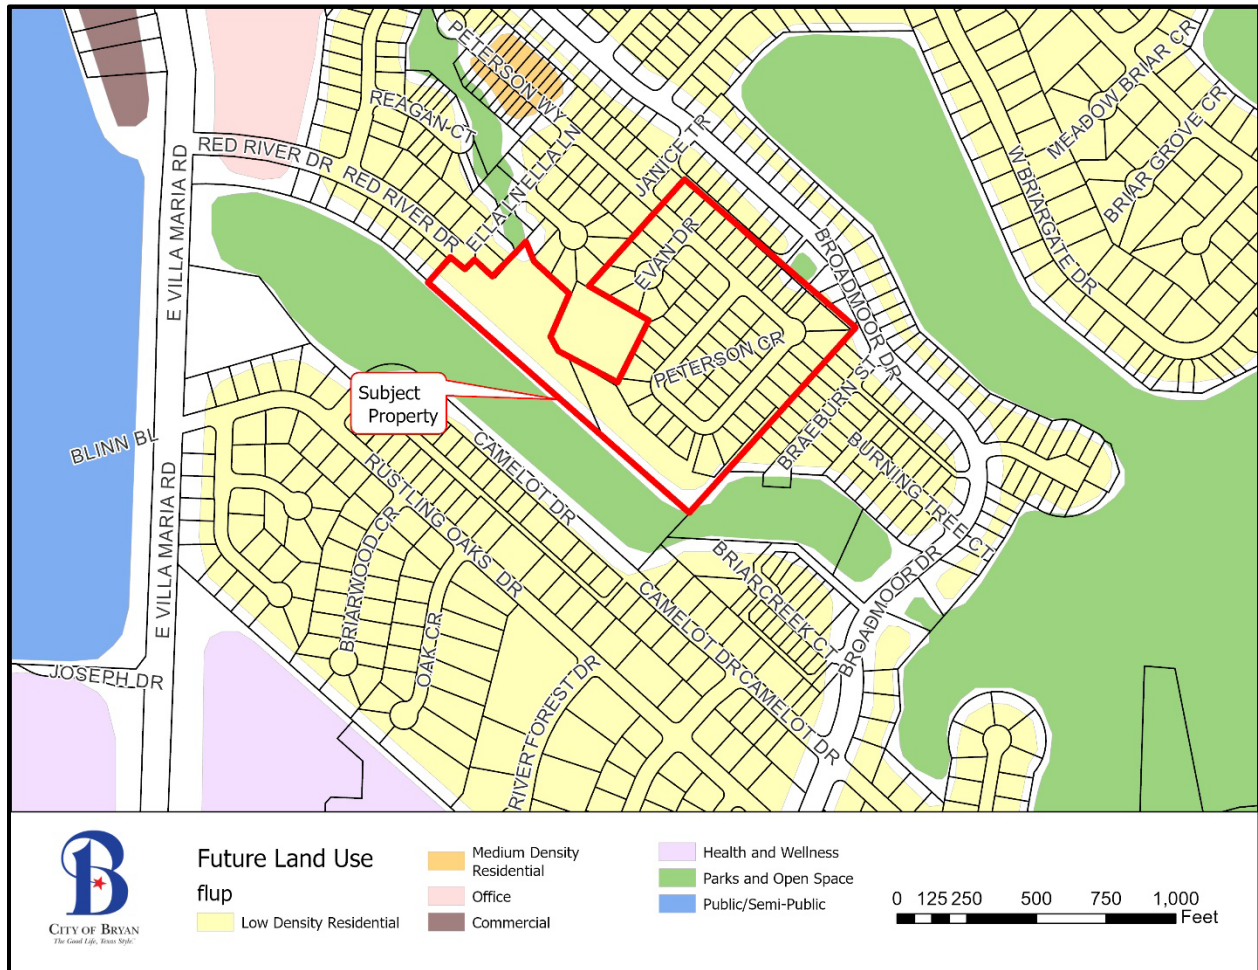 PETERSON WY
REAGAN CT
RED RIVER DR
RED RIVER DR
ELLA LN
ELLA LN
JANICE TR
EVAN DR
BROADMOOR DR
W BRIARGATE DR
MEADOW BRIAR CR
BRIAR GROVE CR
E VILLA MARIA RD
PETERSON CR
BRAEBURN ST
BURNING TREE CT
Subject
Property
BLINN BL
CAMELOT DR
RUSTLING OAKS DR
BRIARWOOD CR
OAK CR
BRIARCREEK CT
BROADMOOR DR
CAMELOT DR
CAMELOT DR
E VILLA MARIA RD
JOSEPH DR
RIVER FOREST DR
B
CITY OF BRYAN
The Good Life, Texas Style.
Future Land Use
flup
Low Density Residential
Medium Density
Residential
Office
Commercial
Health and Wellness
Parks and Open Space
Public/Semi-Public
0 125 250 500 750 1,000
Feet